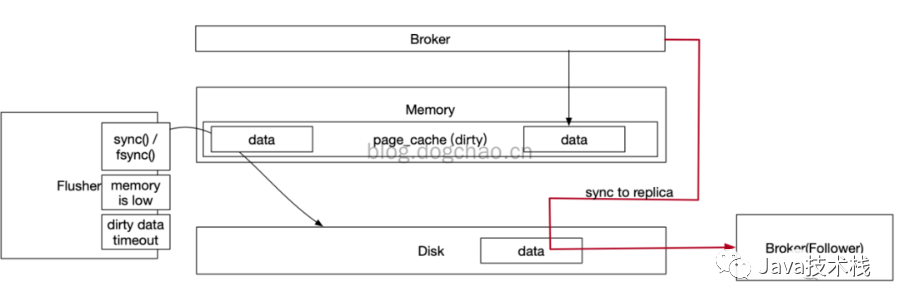 Broker
Memory
data
page_cache (dirty)
data
blog.dogchao.cn
sync() /
fsync()
Flusher
memory
is low
dirty data
timeout
sync to replica
Disk
data
Broker(Follower)
Java技术栈